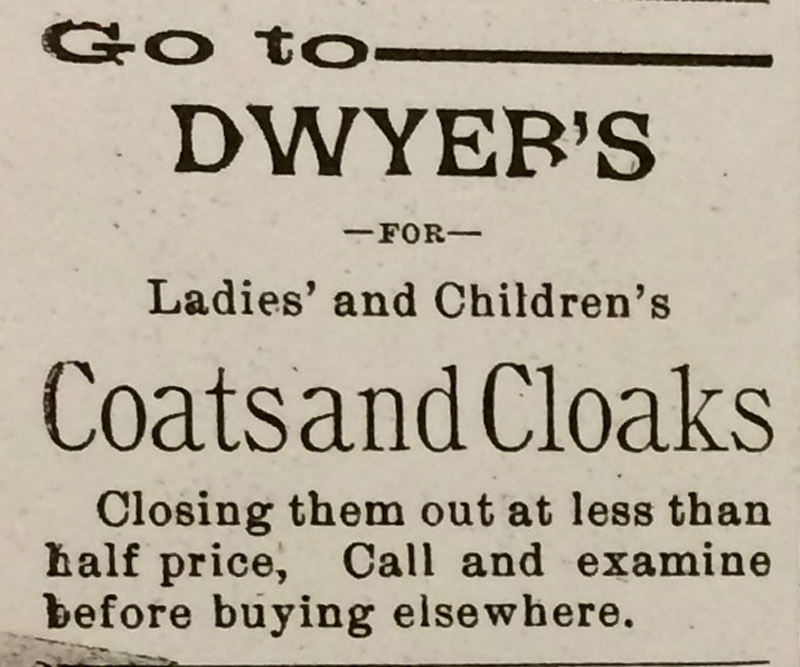 Go to
DWYER'S
—FOR—
Ladies' and Children's
Coats and Cloaks
Closing them out at less than
half price, Call and examine
before buying elsewhere.